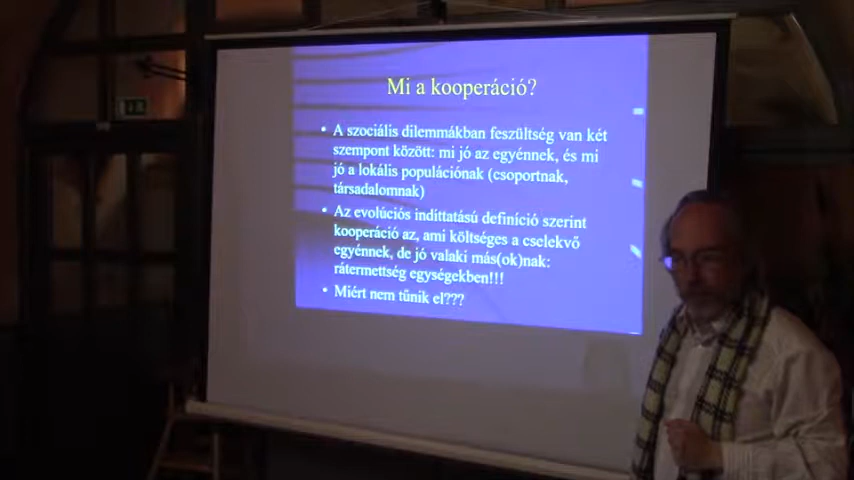 Mi a kooperáció?
• A szociális dilemmákban feszültség van két
szempont között: mi jó az egyénnek, és mi
jó a lokális populációnak (csoportnak,
társadalomnak)
• Az evolúciós indíttatású definíció szerint
kooperáció az, ami költséges a cselekvő
egyénnek, de jó valaki más(ok)nak:
rátermettség egységekben!!!
• Miért nem tűnik el???